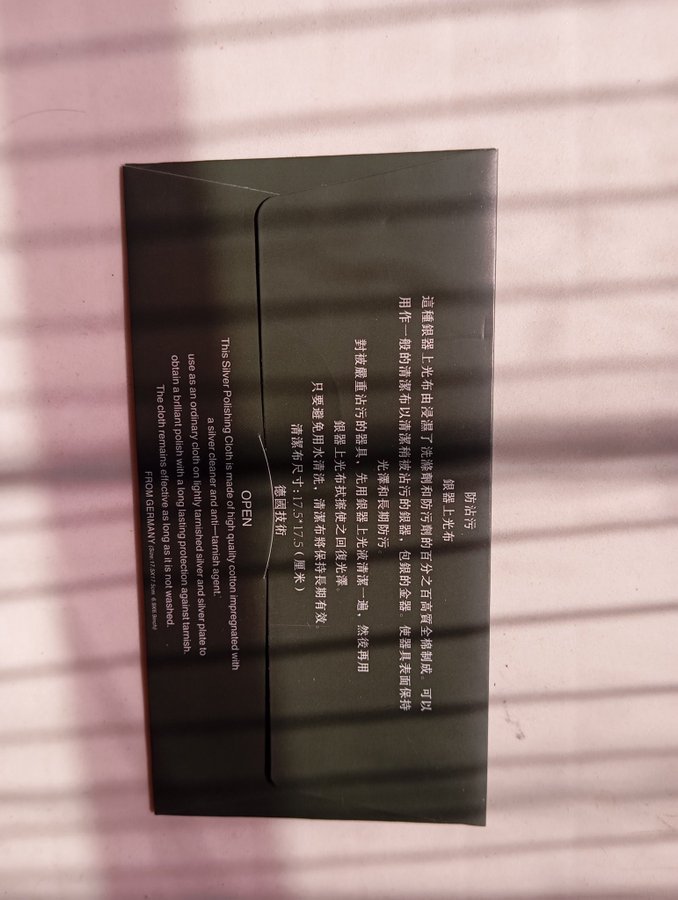 防沾污
銀器上光布
這種銀器上光布由浸濕了洗滌劑和防污劑的百分之百高質全棉制成。可以
用作一般的清潔布以清潔稍被沾污的銀器，包銀的金器。使器具表面保持
光澤和長期防污。
對被嚴重沾污的器具、先用銀器上光液清潔一遍，然後再用
銀器上光布拭擦使之回復光澤。
只要避免用水清洗，清潔布將保持長期有效。
清潔布尺寸：17.5*17.5（厘米）
德國技術
OPEN
This Silver Polishing Cloth is made of high quality cotton impregnated with
a silver cleaner and anti—tarnish agent.
use as an ordinary cloth on lightly tarnished silver and silver plate to
obtain a briliant polish with a long lasting protection against tarnish.
The cloth remains effective as long as it is not washed.
FROM GERMANY (Size:17.5X17.5cm